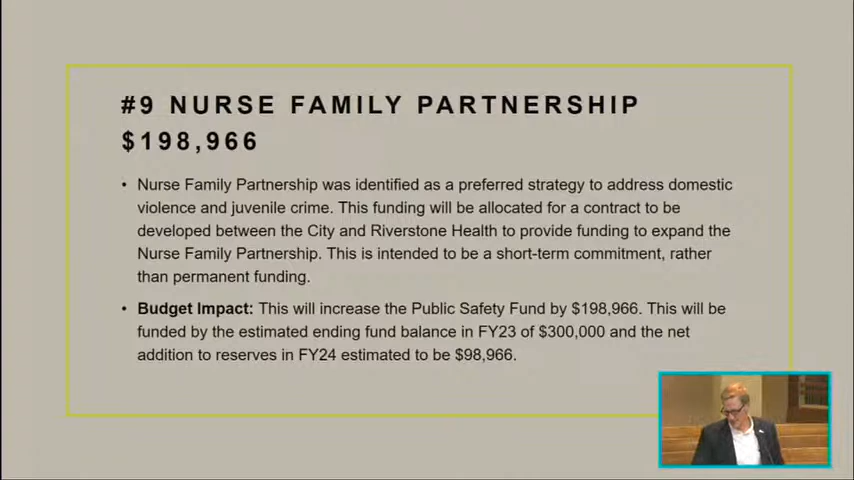 #9 NURSE FAMILY PARTNERSHIP
$198,966
• Nurse Family Partnership was identified as a preferred strategy to address domestic
violence and juvenile crime. This funding will be allocated for a contract to be
developed between the City and Riverstone Health to provide funding to expand the
Nurse Family Partnership. This is intended to be a short-term commitment, rather
than permanent funding.
• Budget Impact: This will increase the Public Safety Fund by $198,966. This will be
funded by the estimated ending fund balance in FY23 of $300,000 and the net
addition to reserves in FY24 estimated to be $98,966.